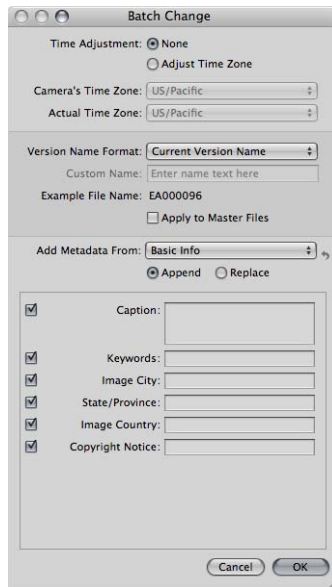 Batch Change
Time Adjustment: None
Adjust Time Zone
Camera's Time Zone: US/Pacific
Actual Time Zone: US/Pacific
Version Name Format: Current Version Name
Custom Name: Enter name text here
Example File Name: EA000096
Apply to Master Files
Add Metadata From: Basic Info
Append Replace
Caption:
Keywords:
Image City:
State/Province:
Image Country:
Copyright Notice:
Cancel OK